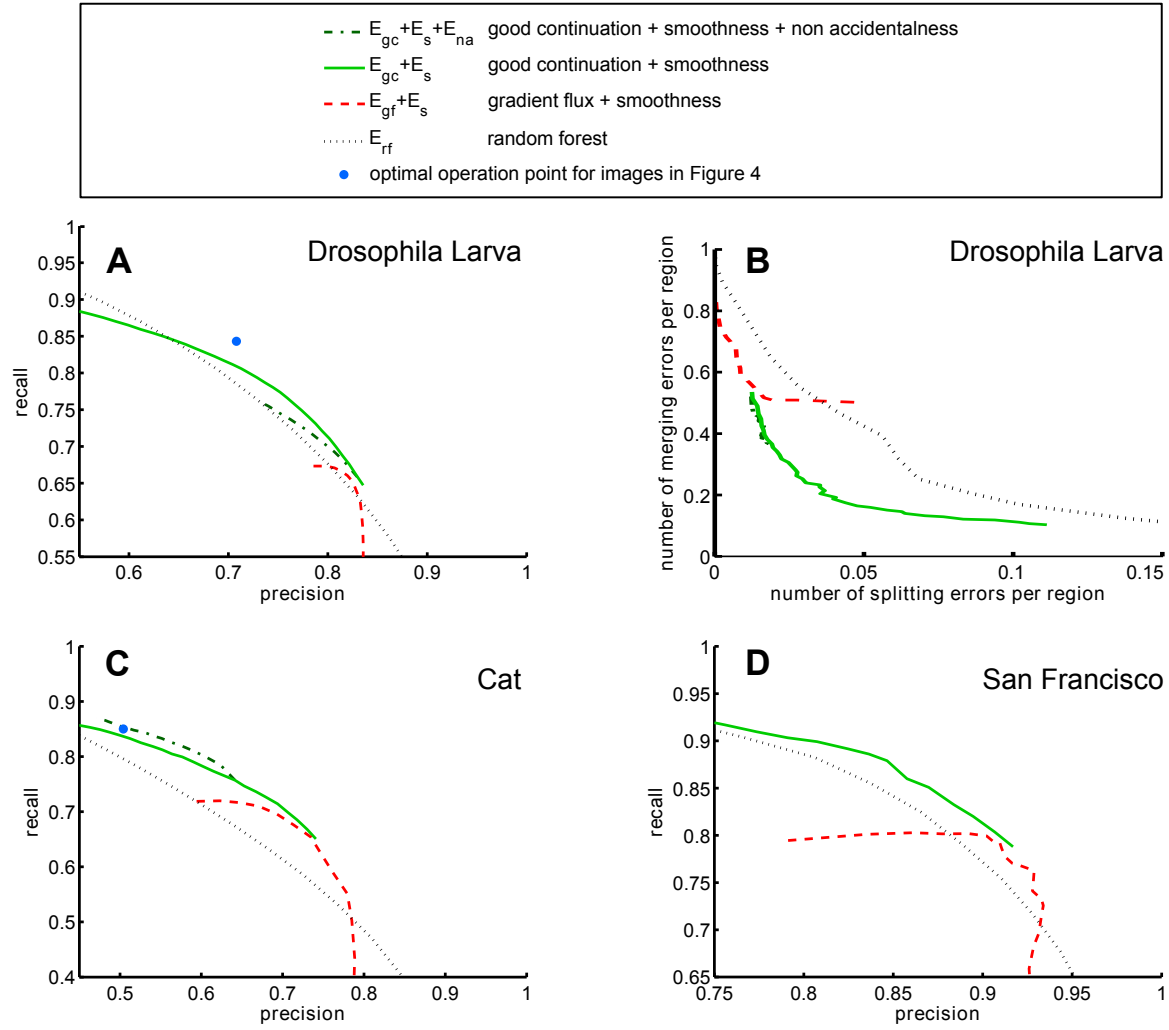 E_gc+E_s+E_na good continuation + smoothness + non accidentalness
E_gc+E_s good continuation + smoothness
E_gf+E_s gradient flux + smoothness
E_rf random forest
optimal operation point for images in Figure 4
A
Drosophila Larva
1
0.95
0.9
0.85
0.8
0.75
0.7
0.65
0.6
0.55
recall
0.6 0.7 0.8 0.9 1
precision
B
Drosophila Larva
1
0.8
0.6
0.4
0.2
0
number of merging errors per region
0 0.05 0.1 0.15
number of splitting errors per region
C
Cat
1
0.9
0.8
0.7
0.6
0.5
0.4
recall
0.5 0.6 0.7 0.8 0.9 1
precision
D
San Francisco
1
0.95
0.9
0.85
0.8
0.75
0.7
0.65
recall
0.75 0.8 0.85 0.9 0.95 1
precision